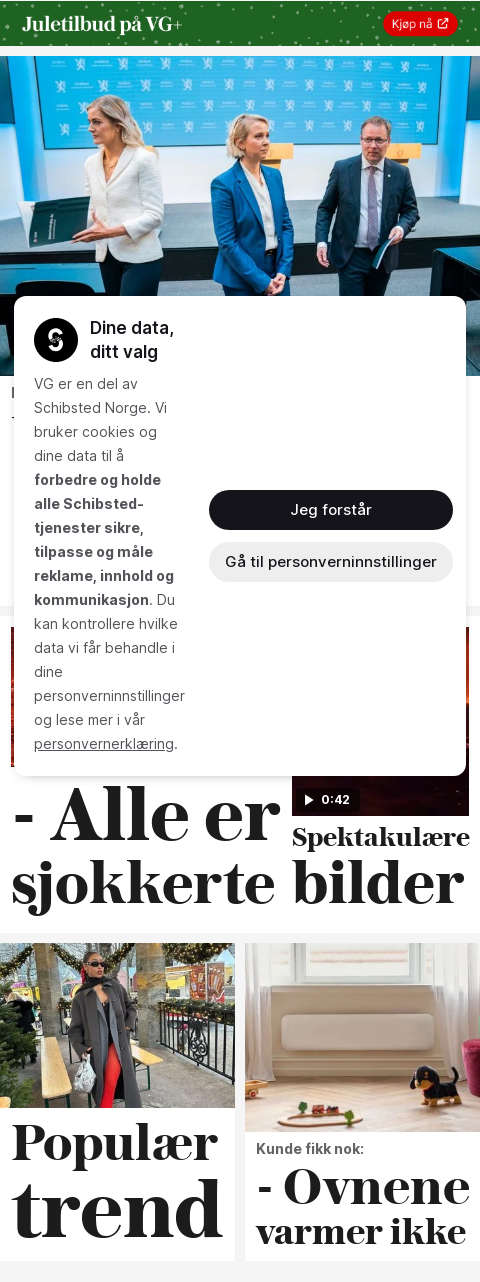 Juletilbud på VG+
Kjøp nå
Dine data,
ditt valg
VG er en del av
Schibsted Norge. Vi
bruker cookies og
dine data til å
forbedre og holde
alle Schibsted-
tjenester sikre,
tilpasse og måle
reklame, innhold og
kommunikasjon. Du
kan kontrollere hvilke
data vi får behandle i
dine
personverninnstillinger
og lese mer i vår
personvernerklæring.
Jeg forstår
Gå til personverninnstillinger
- Alle er
sjokkerte
0:42
Spektakulære
bilder
Populær
trend
Kunde fikk nok:
- Ovnene
varmer ikke